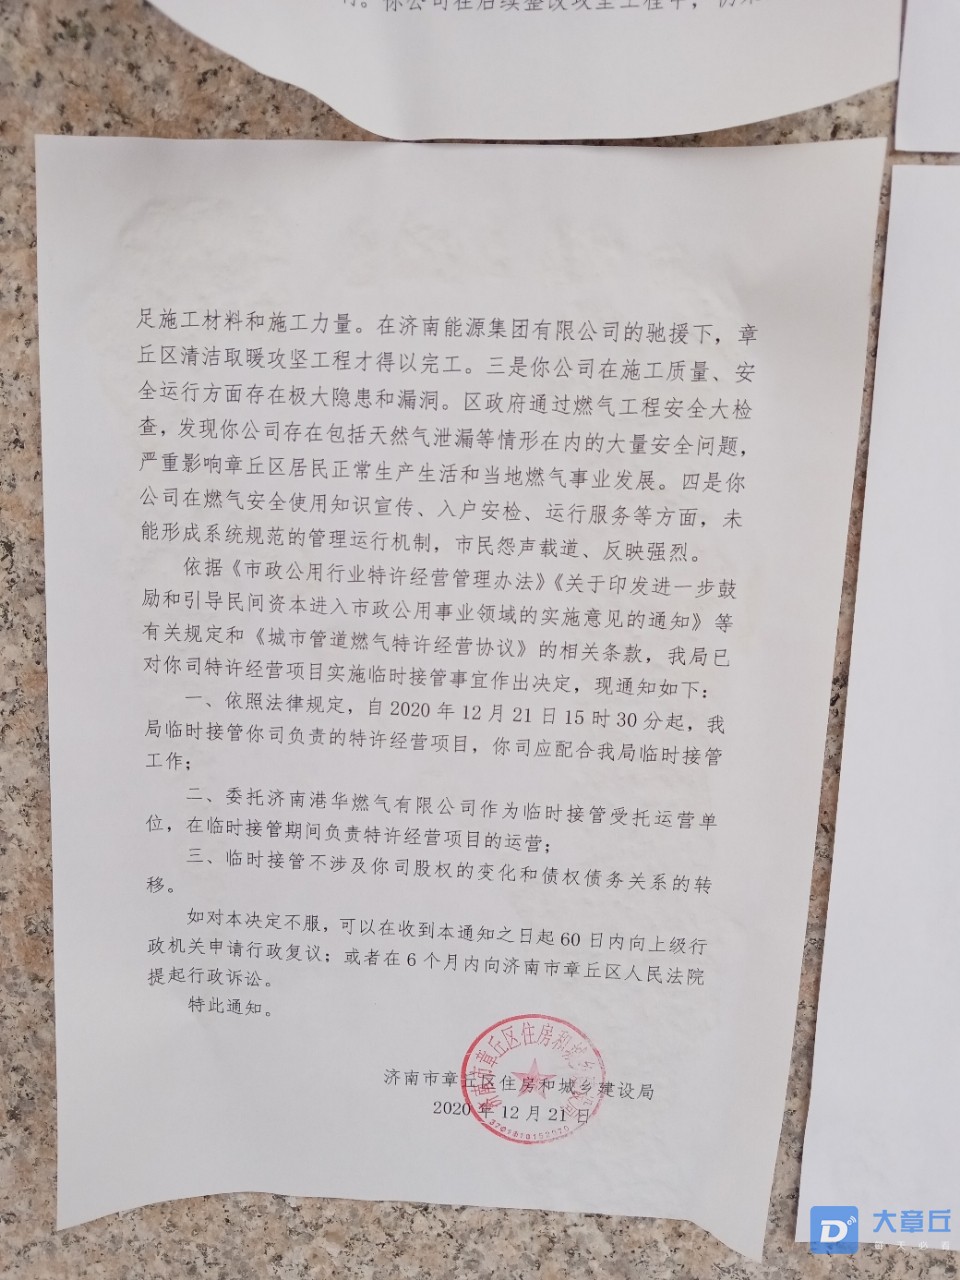 你公司在后续整改攻坚工程中，仍未
足施工材料和施工力量。在济南能源集团有限公司的驰援下，章
丘区清洁取暖攻坚工程才得以完工。三是你公司在施工质量、安
全运行方面存在极大隐患和漏洞。区政府通过燃气工程安全大检
查，发现你公司存在包括天然气泄漏等情形在内的大量安全问题，
严重影响章丘区居民正常生产生活和当地燃气事业发展。四是你
公司在燃气安全使用知识宣传、入户安检、运行服务等方面，未
能形成系统规范的管理运行机制，市民怨声载道、反映强烈。
依据《市政公用行业特许经营管理办法》《关于印发进一步鼓
励和引导民间资本进入市政公用事业领域的实施意见的通知》等
有关规定和《城市管道燃气特许经营协议》的相关条款，我局已
对你司特许经营项目实施临时接管事宜作出决定，现通知如下：
一、依照法律规定，自2020年12月21日15时30分起，我
局临时接管你司负责的特许经营项目，你司应配合我局临时接管
工作；
二、委托济南港华燃气有限公司作为临时接管受托运营单
位，在临时接管期间负责特许经营项目的运营；
三、临时接管不涉及你司股权的变化和债权债务关系的转
移。
如对本决定不服，可以在收到本通知之日起60日内向上级行
政机关申请行政复议；或者在6个月内向济南市章丘区人民法院
提起行政诉讼。
特此通知。
济南市章丘区住房和城乡建设局
2020年12月21日
济南市章丘区住房和城乡
大章丘